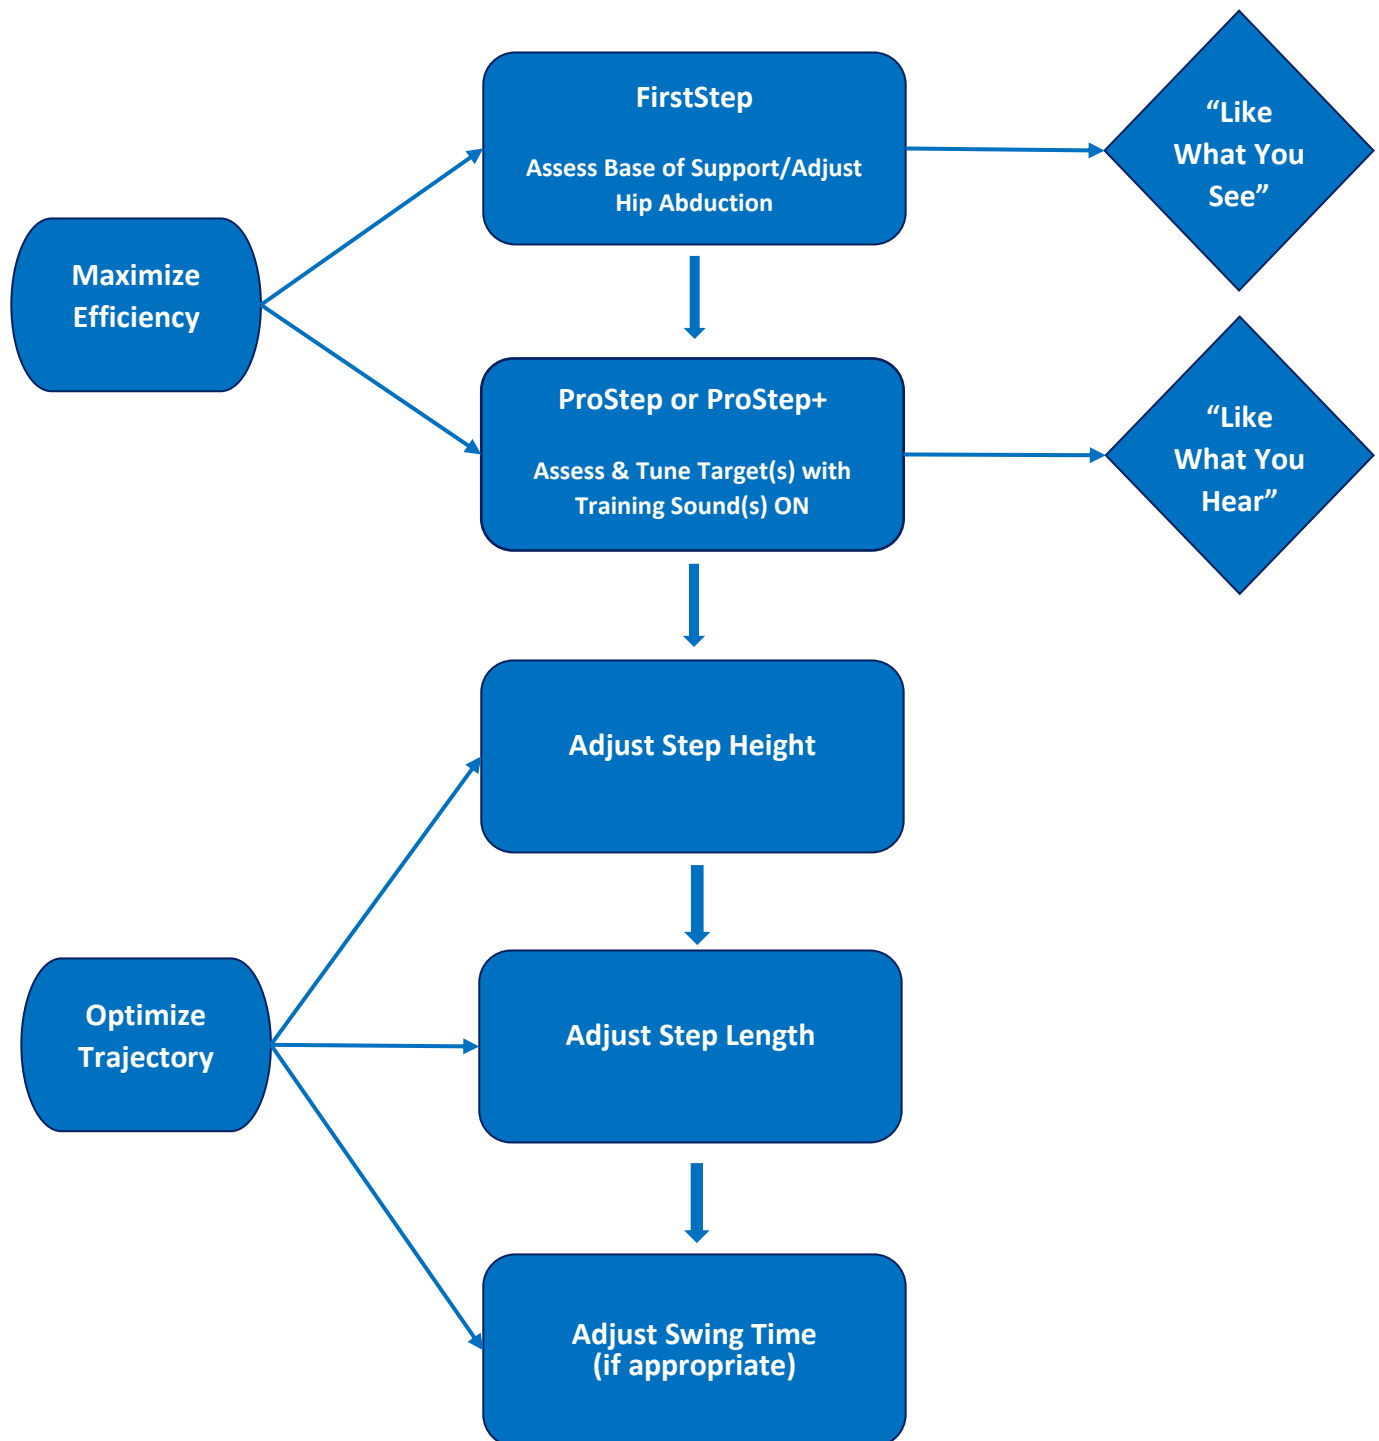 FirstStep
Assess Base of Support/Adjust
Hip Abduction
“Like
What You
See”
Maximize
Efficiency
ProStep or ProStep+
Assess & Tune Target(s) with
Training Sound(s) ON
“Like
What You
Hear”
Adjust Step Height
Optimize
Trajectory
Adjust Step Length
Adjust Swing Time
(if appropriate)